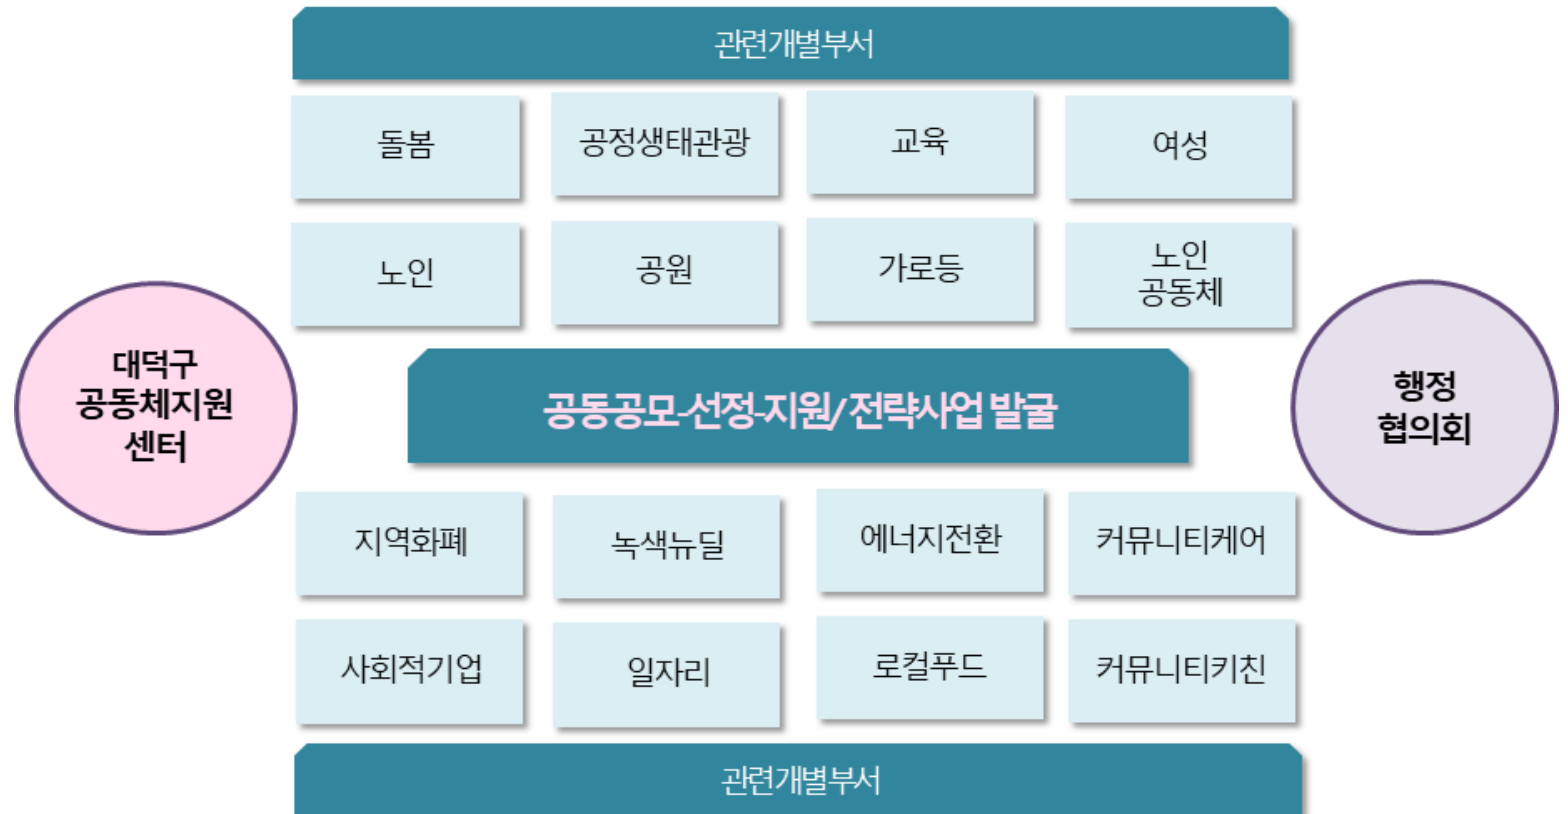 관련개별부서
돌봄
공정생태관광
교육
여성
노인
공원
가로등
노인
공동체
대덕구
공동체지원
센터
공동공모-선정-지원/전략사업 발굴
행정
협의회
지역화폐
녹색뉴딜
에너지전환
커뮤니티케어
사회적기업
일자리
로컬푸드
커뮤니티키친
관련개별부서